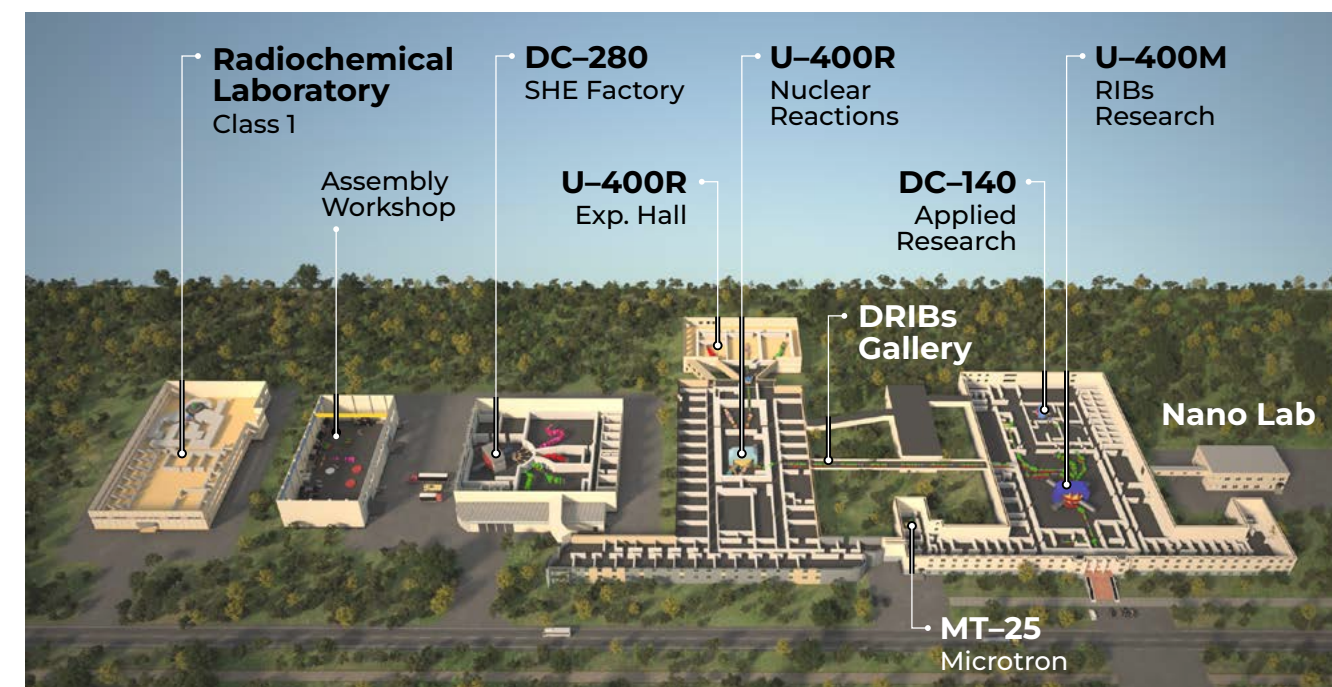 Radiochemical
Laboratory
Class 1
DC–280
SHE Factory
U–400R
Nuclear
Reactions
U–400M
RIBs
Research
Assembly
Workshop
U–400R
Exp. Hall
DC–140
Applied
Research
DRIBs
Gallery
Nano Lab
MT–25
Microtron